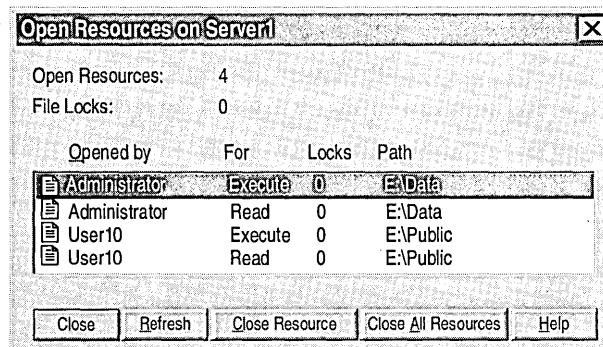 Open Resources on Server1
Open Resources: 4
File Locks: 0
Opened by For Locks Path
Administrator Execute 0 E:\Data
Administrator Read 0 E:\Data
User10 Execute 0 E:\Public
User10 Read 0 E:\Public
Close Refresh Close Resource Close All Resources Help